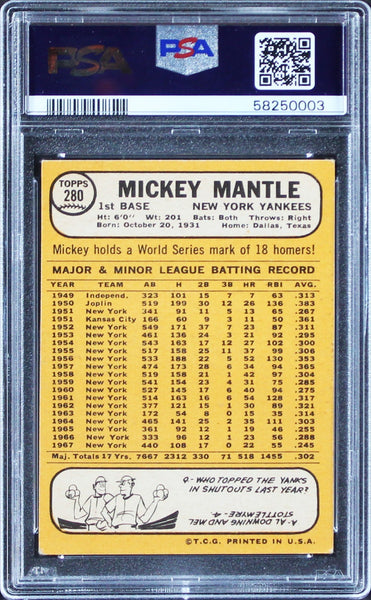 PSA
PSA
58250003
TOPPS
280
MICKEY MANTLE
1st BASE NEW YORK YANKEES
Ht: 6'0" Wt: 201 Bats: Both Throws: Right
Born: October 20, 1931 Home: Dallas, Texas
Mickey holds a World Series mark of 18 homers!
MAJOR & MINOR LEAGUE BATTING RECORD
YEAR TEAM AB H 2B 3B HR RBI AVG.
1949 Independ. 323 101 15 7 7 63 .313
1950 Joplin 519 199 30 12 26 136 .383
1951 New York 341 91 11 5 13 65 .267
1951 Kansas City 166 60 9 3 11 50 .361
1952 New York 549 171 37 7 23 87 .311
1953 New York 461 136 24 3 21 92 .295
1954 New York 543 163 17 12 27 102 .300
1955 New York 517 158 25 11 37 99 .306
1956 New York 533 188 22 5 52 130 .353
1957 New York 474 173 28 6 34 94 .365
1958 New York 519 158 21 1 42 97 .304
1959 New York 541 154 23 4 31 75 .285
1960 New York 527 145 17 6 40 94 .275
1961 New York 514 163 16 6 54 128 .317
1962 New York 377 121 15 1 30 89 .321
1963 New York 172 54 8 0 15 35 .314
1964 New York 465 141 25 2 35 111 .303
1965 New York 361 92 12 1 19 46 .255
1966 New York 333 96 12 1 23 56 .288
1967 New York 440 108 17 0 22 55 .245
Maj. Totals 17 Yrs. 7667 2312 330 71 518 1455 .302
Q- WHO TOPPED THE YANKS
IN SHUTOUTS LAST YEAR?
A- AL DOWNING AND MEL
STOTTLEMYRE - 4.
©T.C.G. PRINTED IN U.S.A.